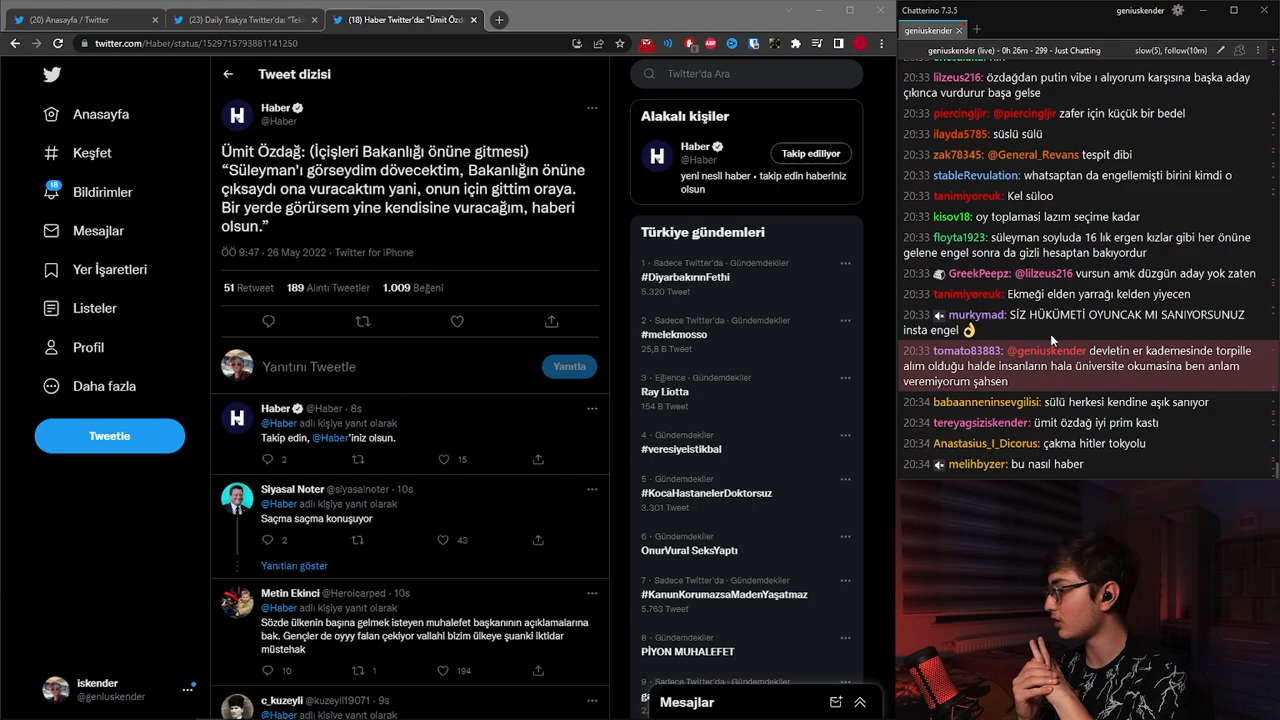 (20) Anasayfa / Twitter
(23) Daily Trakya Twitter'da: "Teki
(18) Haber Twitter'da: "Ümit Özd
Chatterino 7.3.5
geniuskender
twitter.com/Haber/status/1529715793881141250
geniuskender
geniuskender (live) - 0h 26m - 299 - Just Chatting
slow(5), follow(10m)
Anasayfa
Keşfet
18
Bildirimler
Mesajlar
Yer İşaretleri
Listeler
Profil
Daha fazla
Tweetle
iskender
@geniuskender
Tweet dizisi
Haber
@Haber
Ümit Özdağ: (İçişleri Bakanlığı önüne gitmesi)
“Süleyman'ı görseydim dövecektim, Bakanlığın önüne
çıksaydı ona vuracaktım yani, onun için gittim oraya.
Bir yerde görürsem yine kendisine vuracağım, haberi
olsun.”
ÖÖ 9:47 · 26 May 2022 · Twitter for iPhone
51 Retweet 189 Alıntı Tweetler 1.009 Beğeni
Yanıtını Tweetle
Yanıtla
Haber @Haber · 8s
@Haber adlı kişiye yanıt olarak
Takip edin, @Haber'iniz olsun.
2 15
Siyasal Noter @siyasalnoter · 10s
@Haber adlı kişiye yanıt olarak
Saçma saçma konuşuyor
2 43
Yanıtları göster
Metin Ekinci @Heroicarped · 10s
@Haber adlı kişiye yanıt olarak
Sözde ülkenin başına gelmek isteyen muhalefet başkanının açıklamalarına
bak. Gençler de oyyy falan çekiyor vallahi bizim ülkeye şuanki iktidar
müstehak
10 1 194
c_kuzeyli @kuzeyli19071 · 9s
@Haber adlı kişiye yanıt olarak
Twitter'da Ara
Alakalı kişiler
Haber
@Haber
Takip ediliyor
yeni nesil haber • takip edin haberiniz
olsun
Türkiye gündemleri
1 · Sadece Twitter'da · Gündemdekiler
#DiyarbakırınFethi
5.320 Tweet
2 · Sadece Twitter'da · Gündemdekiler
#melekmosso
25,8 B Tweet
3 · Eğlence · Gündemdekiler
Ray Liotta
154 B Tweet
4 · Gündemdekiler
#veresiyeistikbal
5 · Gündemdekiler
#KocaHastanelerDoktorsuz
3.301 Tweet
6 · Gündemdekiler
OnurVural SeksYaptı
7 · Sadece Twitter'da · Gündemdekiler
#KanunKorumazsaMadenYaşatmaz
5.763 Tweet
8 · Gündemdekiler
PİYON MUHALEFET
Mesajlar
20:33 lilzeus216: özdağdan putin vibe ı alıyorum karşısına başka aday
çıkınca vurdurur başa gelse
20:33 piercingljir: @piercingljir zafer için küçük bir bedel
20:33 ilayda5785: süslü sülü
20:33 zak78345: @General_Revans tespit dibi
20:33 stableRevulation: whatsaptan da engellemişti birini kimdi o
20:33 tanimiyoreuk: Kel süloo
20:33 kisov18: oy toplamasi lazım seçime kadar
20:33 floyta1923: süleyman soyluda 16 lık ergen kızlar gibi her önüne
gelene engel sonra da gizli hesaptan bakıyordur
20:33 GreekPeepz: @lilzeus216 vursun amk düzgün aday yok zaten
20:33 tanimiyoreuk: Ekmeği elden yarrağı kelden yiyecen
20:33 murkymad: SİZ HÜKÜMETİ OYUNCAK MI SANIYORSUNUZ
insta engel 👌
20:33 tomato83883: @geniuskender devletin er kademesinde torpille
alım olduğu halde insanların hala üniversite okumasina ben anlam
veremiyorum şahsen
20:34 babaanneninsevgilisi: sülü herkesi kendine aşık sanıyor
20:34 tereyagsiziskender: ümit özdağ iyi prim kastı
20:34 Anastasius_I_Dicorus: çakma hitler tokyolu
20:34 melihbyzer: bu nasıl haber